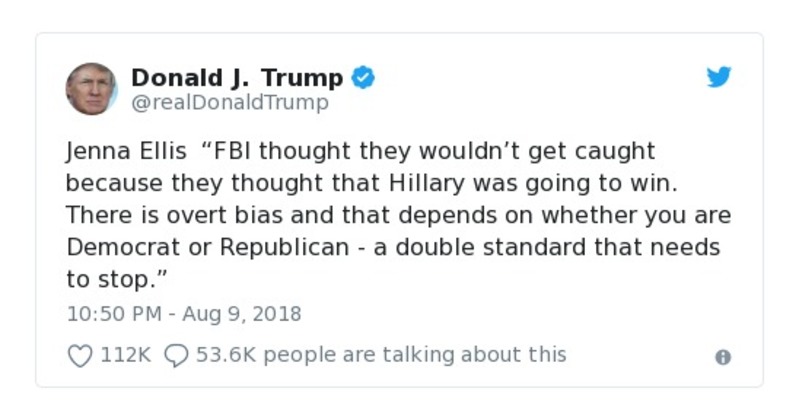 Donald J. Trump
@realDonaldTrump
Jenna Ellis “FBI thought they wouldn’t get caught
because they thought that Hillary was going to win.
There is overt bias and that depends on whether you are
Democrat or Republican - a double standard that needs
to stop.”
10:50 PM - Aug 9, 2018
112K 53.6K people are talking about this